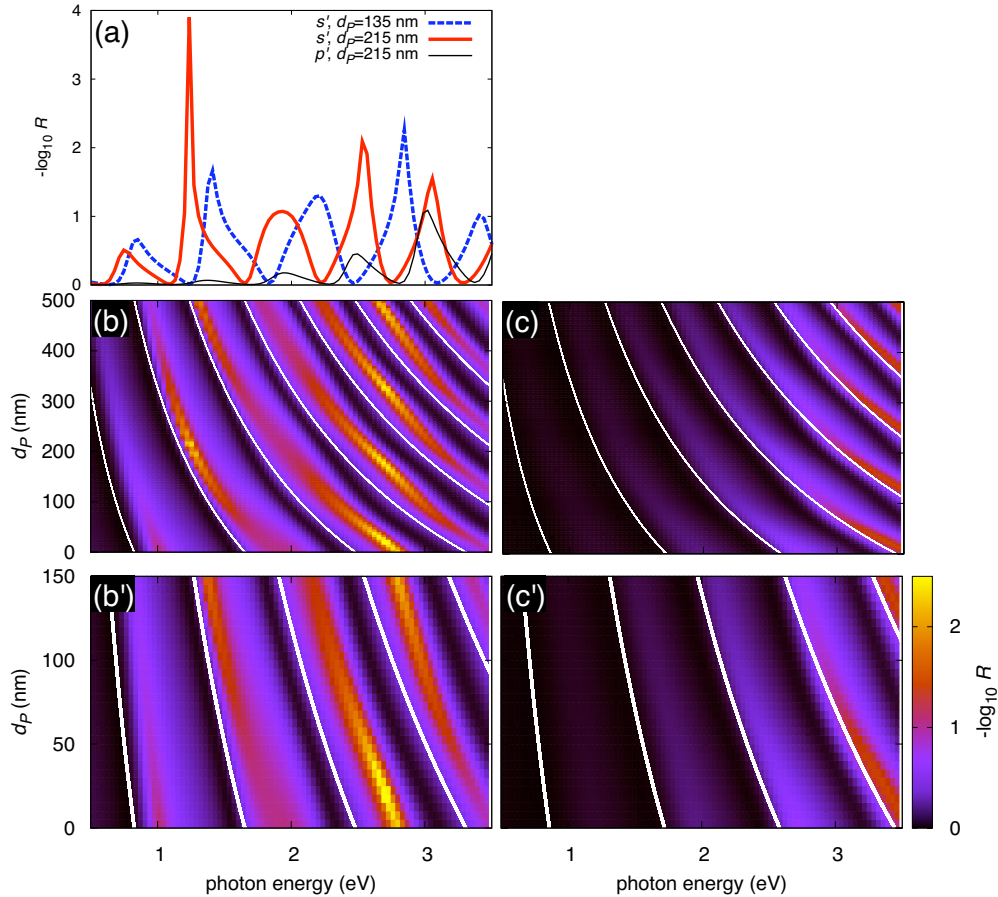 (a)
s', dP=135 nm
s', dP=215 nm
p', dP=215 nm
4
3
2
1
0
-log10 R
(b)
(c)
500
400
300
200
100
0
dP (nm)
(b')
(c')
150
100
50
0
dP (nm)
2
1
0
-log10 R
1 2 3 1 2 3
photon energy (eV) photon energy (eV)